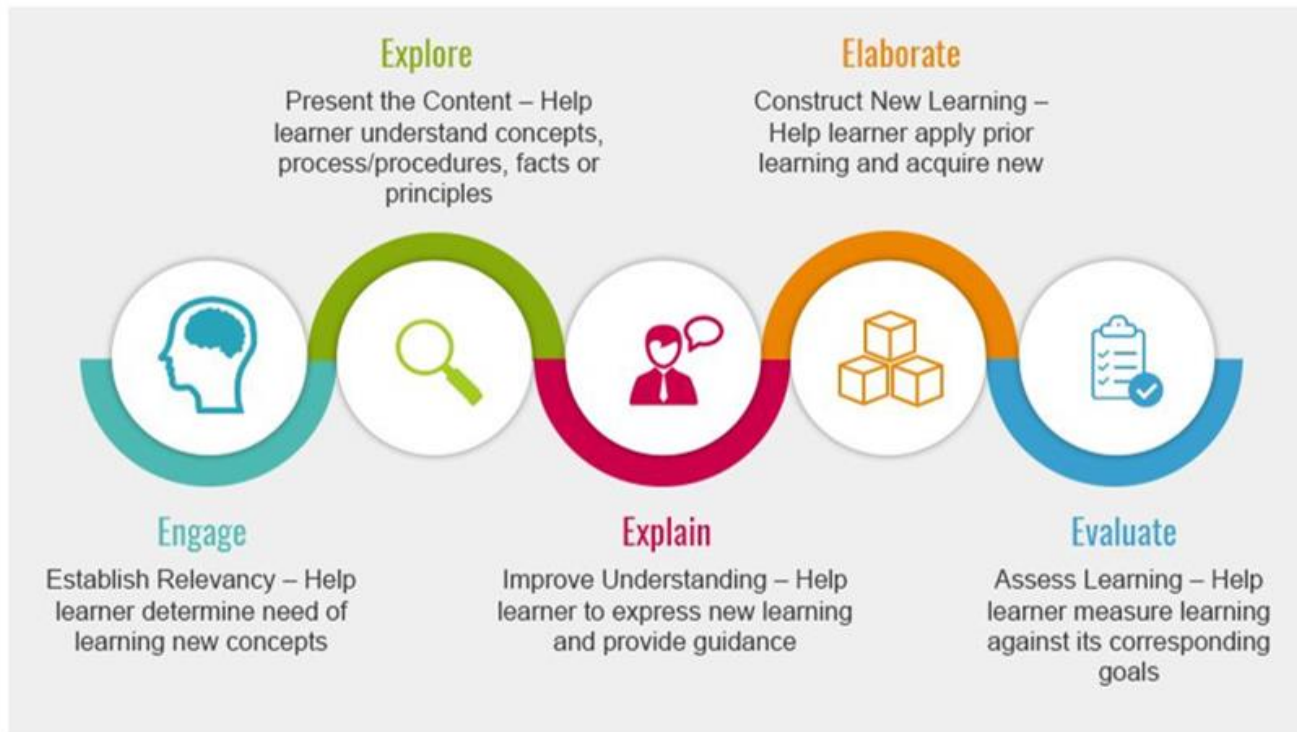 Explore
Present the Content – Help
learner understand concepts,
process/procedures, facts or
principles
Elaborate
Construct New Learning –
Help learner apply prior
learning and acquire new
Engage
Establish Relevancy – Help
learner determine need of
learning new concepts
Explain
Improve Understanding – Help
learner to express new learning
and provide guidance
Evaluate
Assess Learning – Help
learner measure learning
against its corresponding
goals